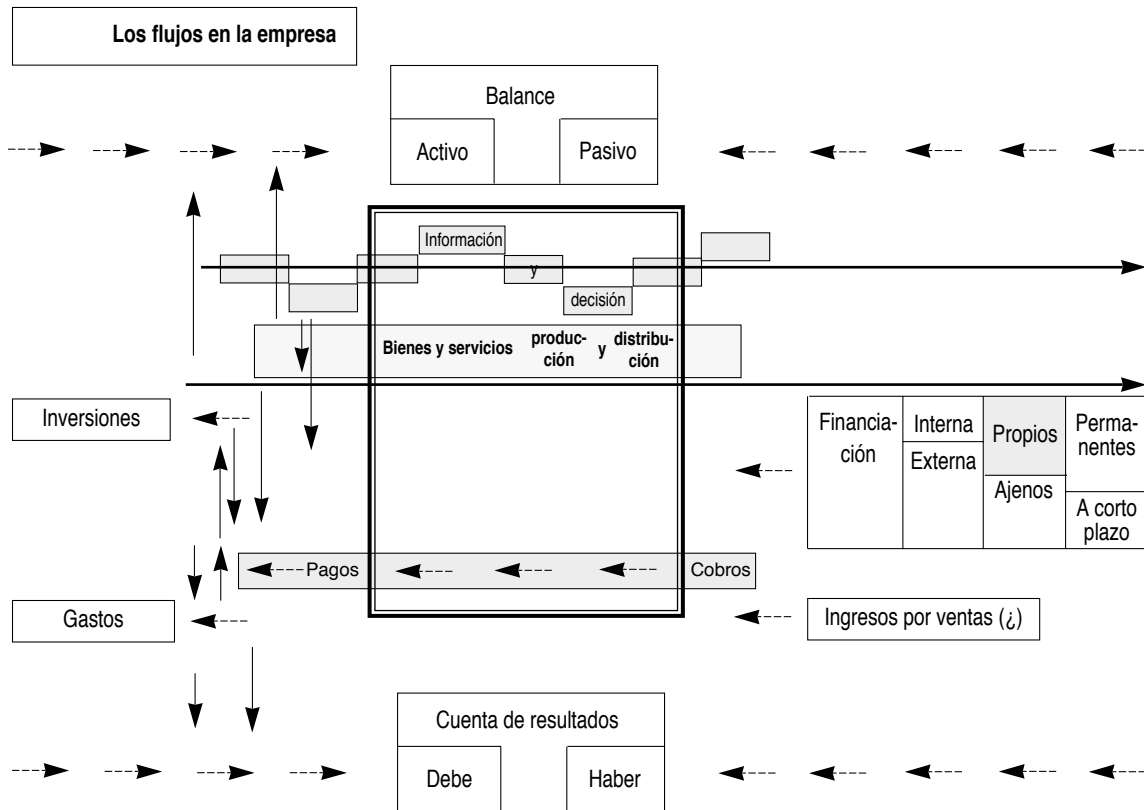 Los flujos en la empresa
Balance
Activo
Pasivo
Información
y
decisión
Bienes y servicios
produc-
ción
y
distribu-
ción
Inversiones
Financia-
ción
Interna
Externa
Propios
Ajenos
Perma-
nentes
A corto
plazo
Pagos
Cobros
Gastos
Ingresos por ventas (¿)
Cuenta de resultados
Debe
Haber